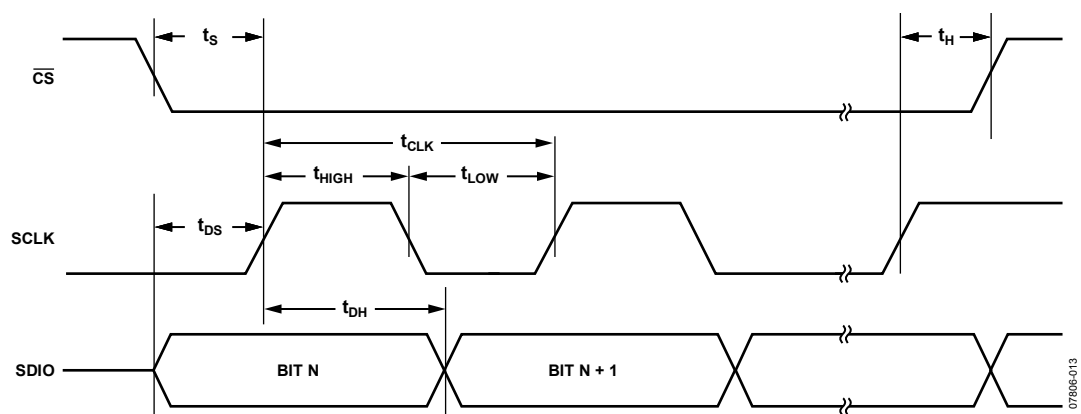 tS
tH
CS
tCLK
tHIGH
tLOW
tDS
SCLK
tDH
SDIO
BIT N
BIT N + 1
07806-013